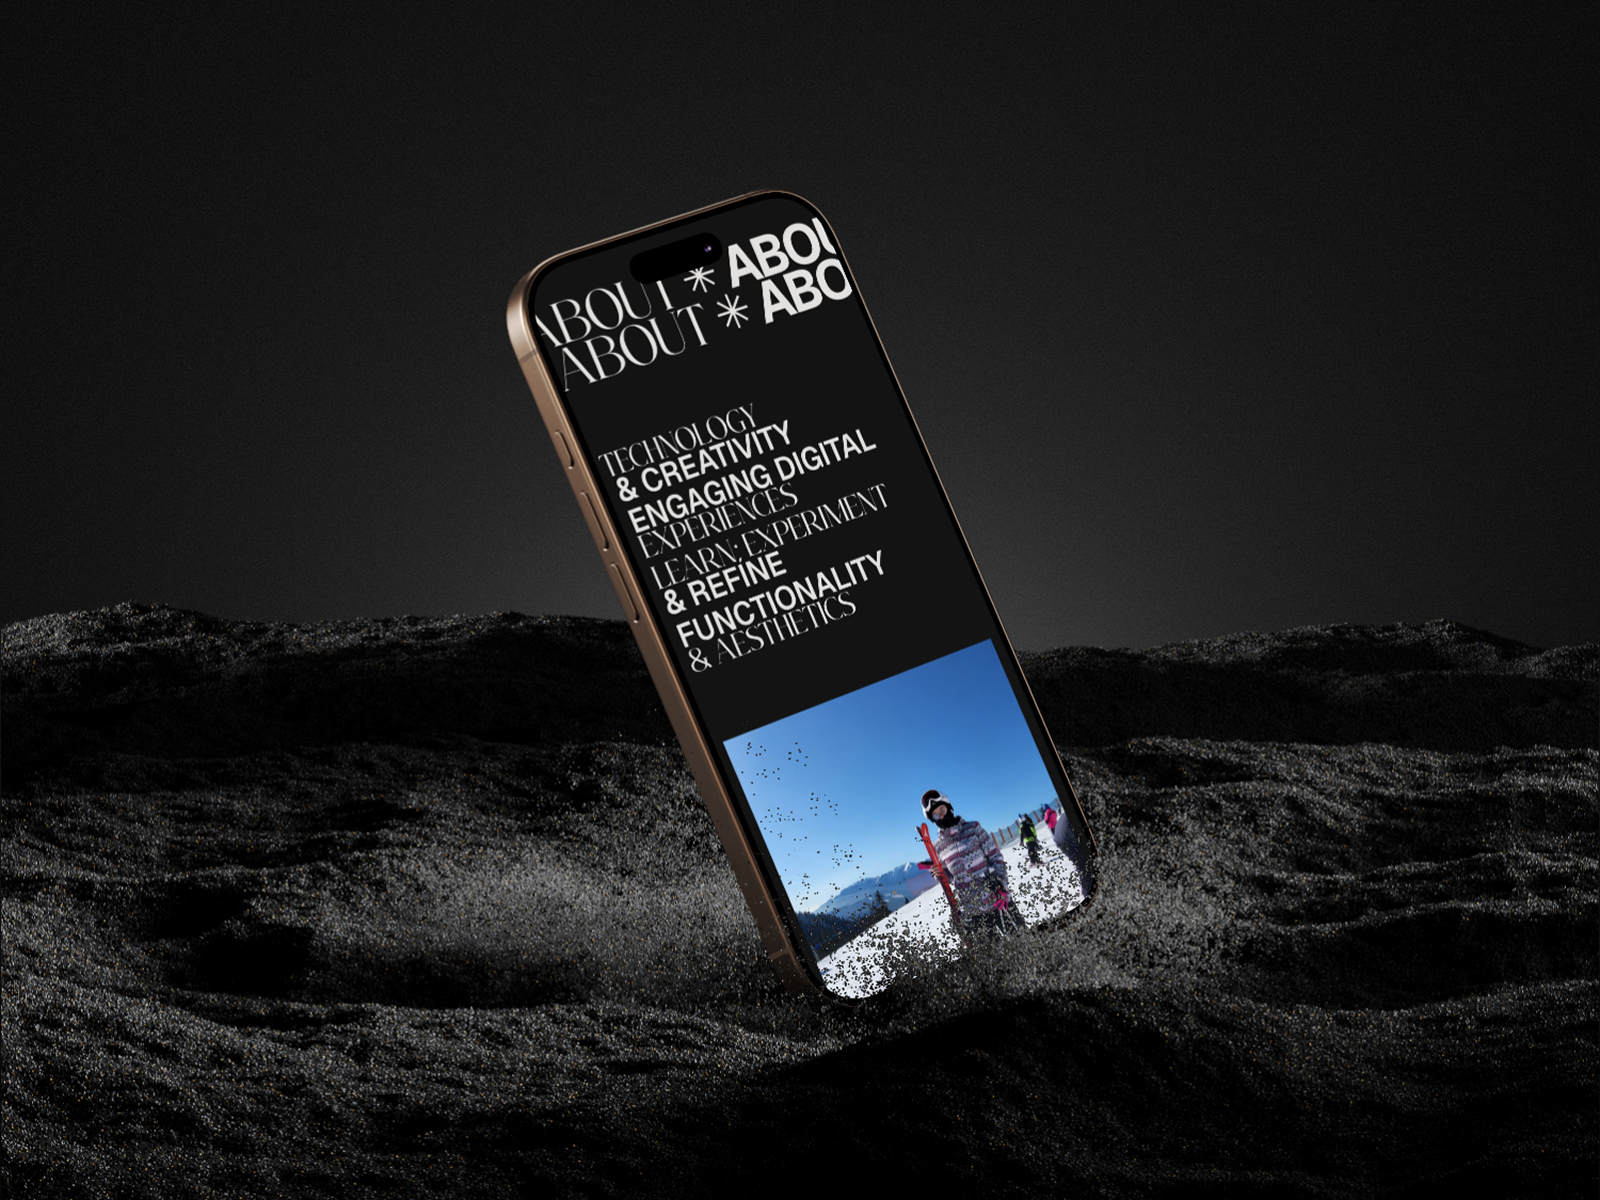 ABOUT * ABOU
ABOUT * ABO
TECHNOLOGY
& CREATIVITY
ENGAGING DIGITAL
EXPERIENCES
LEARN; EXPERIMENT
& REFINE
FUNCTIONALITY
& AESTHETICS